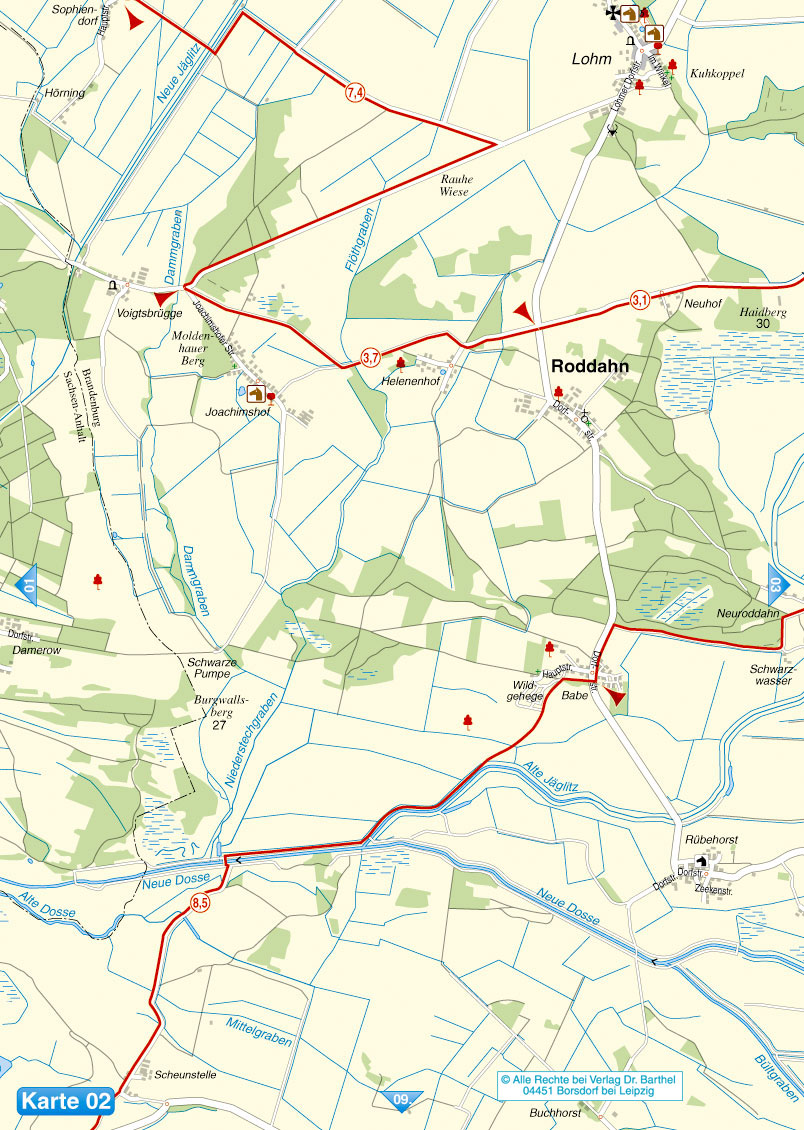 Sophien-
dorf
Hauptstr.
Neue Jäglitz
Hörning
7,4
Lohm
Lohmer Dorfstr.
Im Winkel
Kuhkoppel
Rauhe
Wiese
Flöthgraben
Dammgraben
Voigtsbrügge
Joachimshofer Str.
Molden-
hauer
Berg
Joachimshof
3,7
Helenenhof
3,1
Neuhof
Haidberg
30
Roddahn
Dorf-
str.
Brandenburg
Sachsen-Anhalt
Dammgraben
01
03
Neuroddahn
Dorfstr.
Damerow
Schwarze
Pumpe
Burgwalls-
berg
27
Niederstechgraben
Hauptstr.
Dorf-
str.
Wild-
gehege
Babe
Schwarz-
wasser
Alte Jäglitz
Rübehorst
Dorfstr.
Dorfstr.
Zeekenstr.
Neue Dosse
Alte Dosse
Neue Dosse
8,5
Mittelgraben
Bültgraben
Scheunstelle
Karte 02
09
© Alle Rechte bei Verlag Dr. Barthel
04451 Borsdorf bei Leipzig
Buchhorst